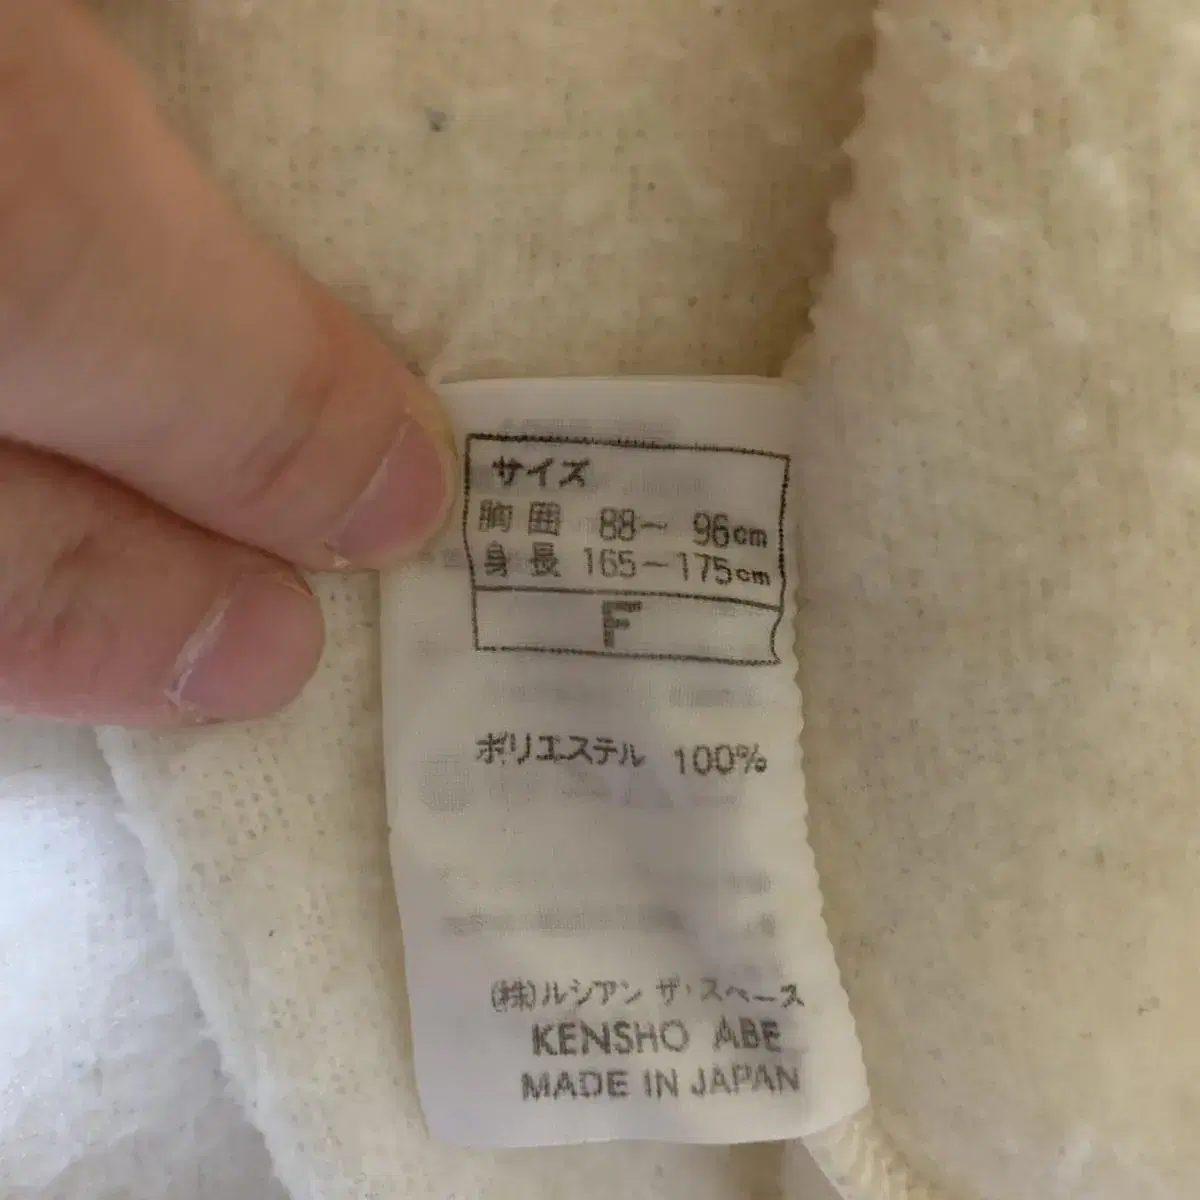 サイズ
胸囲 88〜 96cm
身長 165〜175cm
F
ポリエステル 100%
(株)ルシアン ザ・スペース
KENSHO ABE
MADE IN JAPAN